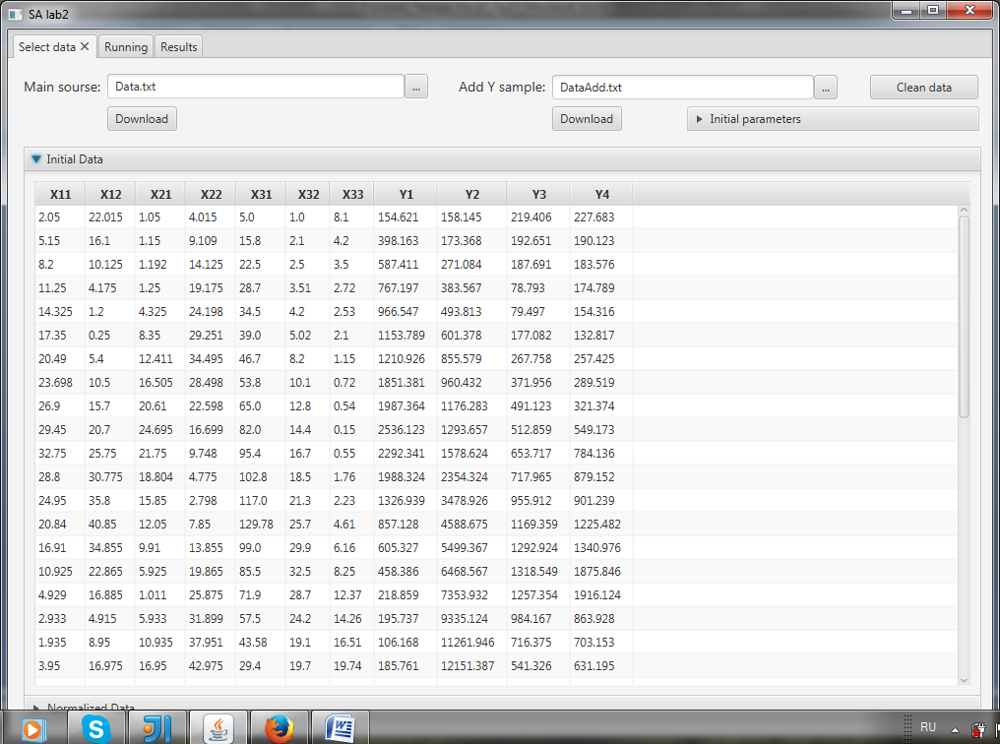 SA lab2
Select data Running Results
Main sourse: Data.txt ... Add Y sample: DataAdd.txt ... Clean data
Download Download Initial parameters
Initial Data
X11 X12 X21 X22 X31 X32 X33 Y1 Y2 Y3 Y4
2.05 22.015 1.05 4.015 5.0 1.0 8.1 154.621 158.145 219.406 227.683
5.15 16.1 1.15 9.109 15.8 2.1 4.2 398.163 173.368 192.651 190.123
8.2 10.125 1.192 14.125 22.5 2.5 3.5 587.411 271.084 187.691 183.576
11.25 4.175 1.25 19.175 28.7 3.51 2.72 767.197 383.567 78.793 174.789
14.325 1.2 4.325 24.198 34.5 4.2 2.53 966.547 493.813 79.497 154.316
17.35 0.25 8.35 29.251 39.0 5.02 2.1 1153.789 601.378 177.082 132.817
20.49 5.4 12.411 34.495 46.7 8.2 1.15 1210.926 855.579 267.758 257.425
23.698 10.5 16.505 28.498 53.8 10.1 0.72 1851.381 960.432 371.956 289.519
26.9 15.7 20.61 22.598 65.0 12.8 0.54 1987.364 1176.283 491.123 321.374
29.45 20.7 24.695 16.699 82.0 14.4 0.15 2536.123 1293.657 512.859 549.173
32.75 25.75 21.75 9.748 95.4 16.7 0.55 2292.341 1578.624 653.717 784.136
28.8 30.775 18.804 4.775 102.8 18.5 1.76 1988.324 2354.324 717.965 879.152
24.95 35.8 15.85 2.798 117.0 21.3 2.23 1326.939 3478.926 955.912 901.239
20.84 40.85 12.05 7.85 129.78 25.7 4.61 857.128 4588.675 1169.359 1225.482
16.91 34.855 9.91 13.855 99.0 29.9 6.16 605.327 5499.367 1292.924 1340.976
10.925 22.865 5.925 19.865 85.5 32.5 8.25 458.386 6468.567 1318.549 1875.846
4.929 16.885 1.011 25.875 71.9 28.7 12.37 218.859 7353.932 1257.354 1916.124
2.933 4.915 5.933 31.899 57.5 24.2 14.26 195.737 9335.124 984.167 863.928
1.935 8.95 10.935 37.951 43.58 19.1 16.51 106.168 11261.946 716.375 703.153
3.95 16.975 16.95 42.975 29.4 19.7 19.74 185.761 12151.387 541.326 631.195
Normalized Data
RU